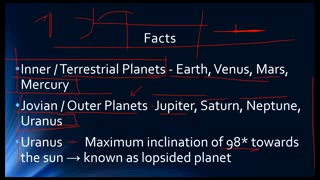 Facts
•Inner / Terrestrial Planets - Earth, Venus, Mars,
Mercury
•Jovian / Outer Planets - Jupiter, Saturn, Neptune,
Uranus
•Uranus – Maximum inclination of 98* towards
the sun → known as lopsided planet